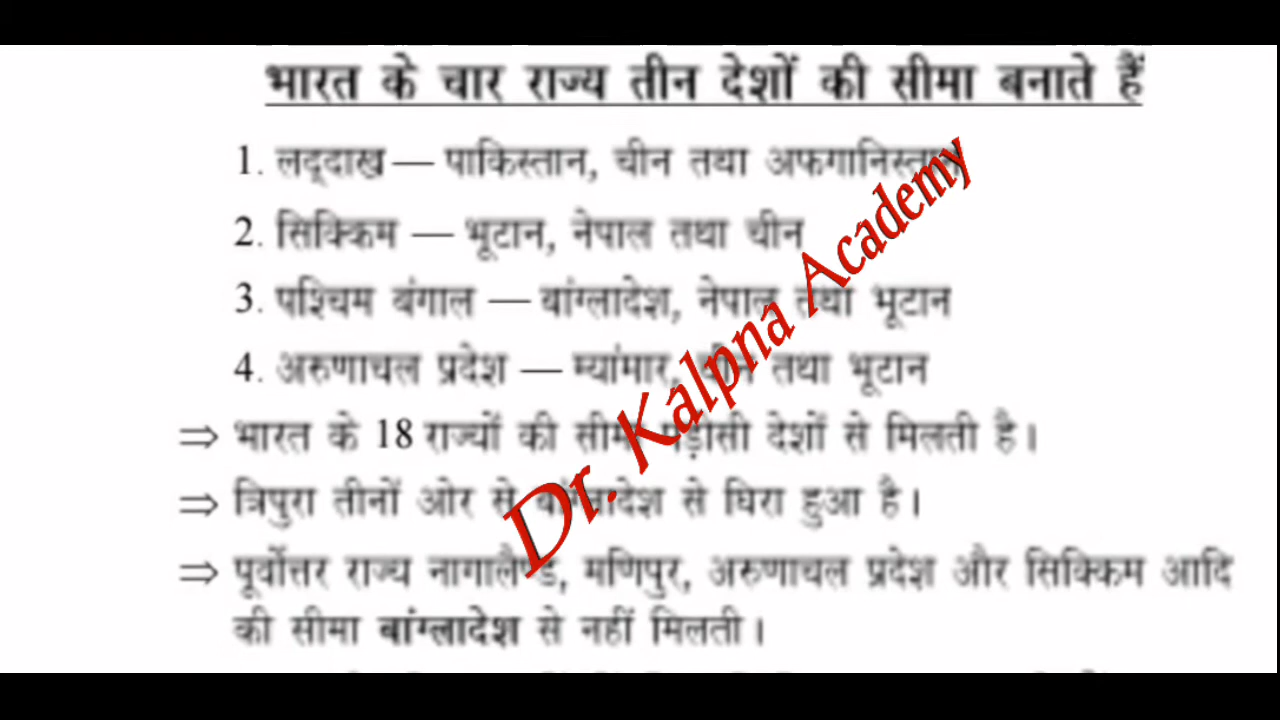 भारत के चार राज्य तीन देशों की सीमा बनाते हैं
1. लद्दाख — पाकिस्तान, चीन तथा अफगानिस्तान
2. सिक्किम — भूटान, नेपाल तथा चीन
3. पश्चिम बंगाल — बांग्लादेश, नेपाल तथा भूटान
4. अरुणाचल प्रदेश — म्यांमार, चीन तथा भूटान
⇒ भारत के 18 राज्यों की सीमा पड़ोसी देशों से मिलती है।
⇒ त्रिपुरा तीनों ओर से बांग्लादेश से घिरा हुआ है।
⇒ पूर्वोत्तर राज्य नागालैण्ड, मणिपुर, अरुणाचल प्रदेश और सिक्किम आदि
की सीमा बांग्लादेश से नहीं मिलती।
Dr. Kalpna Academy